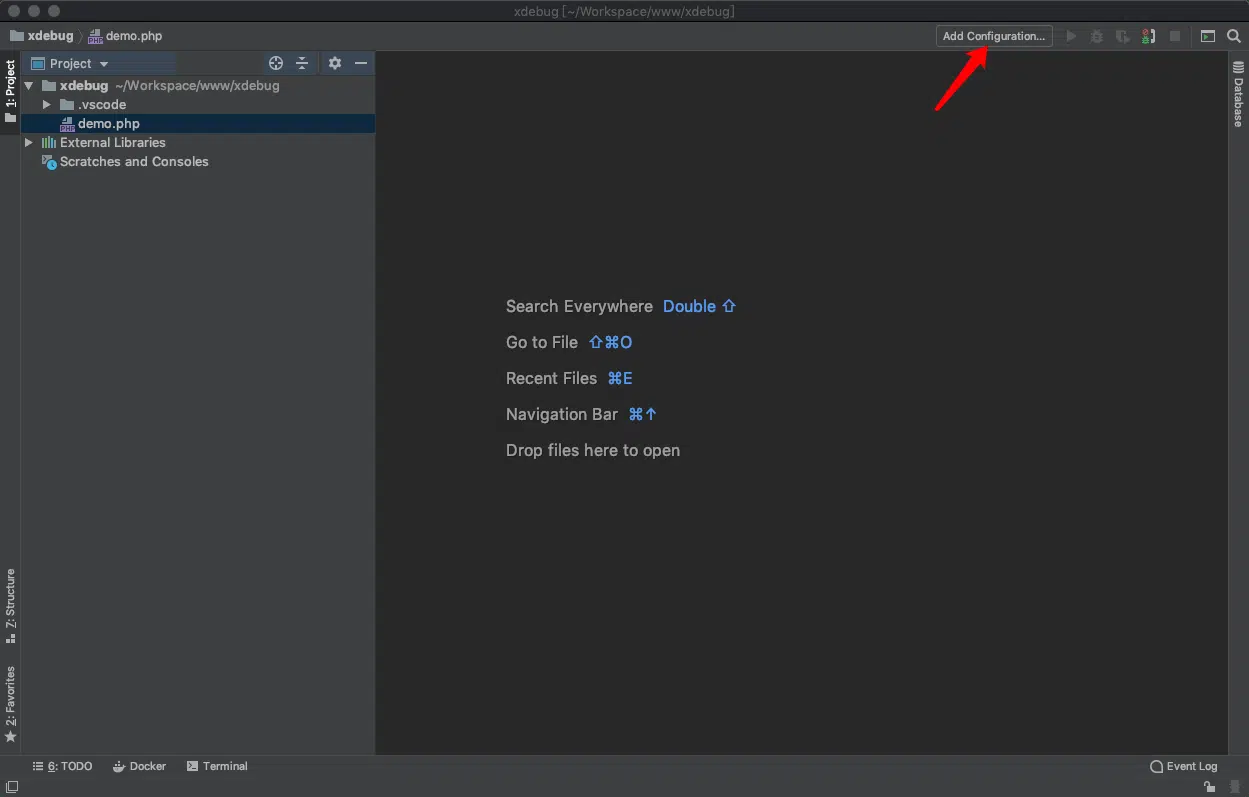 xdebug [~/Workspace/www/xdebug]
xdebug demo.php Add Configuration...
1: Project
Project
xdebug ~/Workspace/www/xdebug
.vscode
demo.php
External Libraries
Scratches and Consoles
Database
Search Everywhere Double ⇧
Go to File ⇧⌘O
Recent Files ⌘E
Navigation Bar ⌘↑
Drop files here to open
Z: Structure
2: Favorites
6: TODO Docker Terminal Event Log